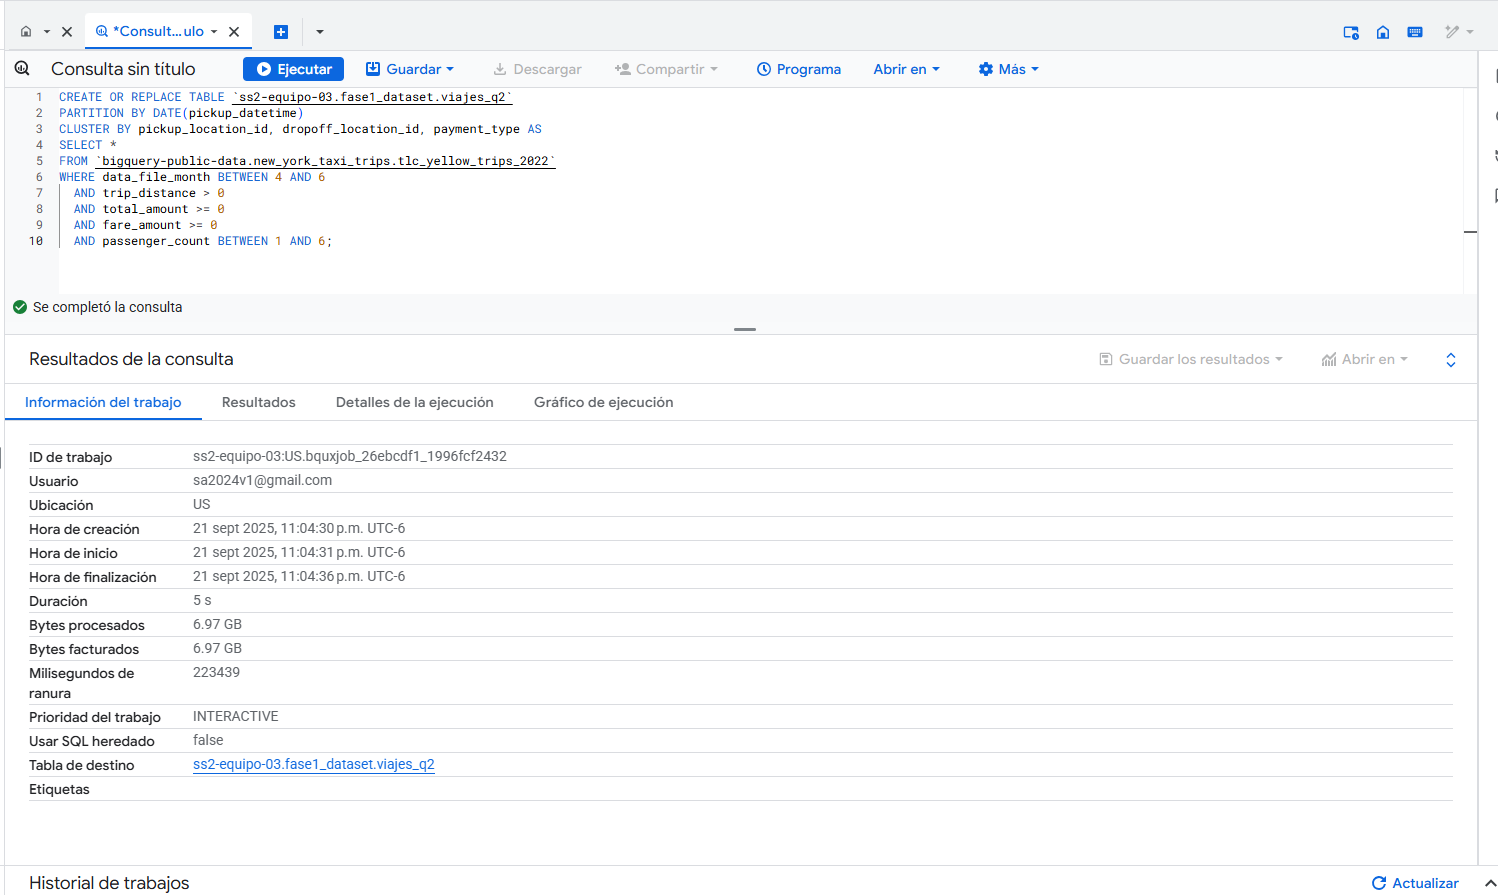 *Consult... ulo
Consulta sin título
Ejecutar
Guardar
Descargar
Compartir
Programa
Abrir en
Más
1 CREATE OR REPLACE TABLE `ss2-equipo-03.fase1_dataset.viajes_q2`
2 PARTITION BY DATE(pickup_datetime)
3 CLUSTER BY pickup_location_id, dropoff_location_id, payment_type AS
4 SELECT *
5 FROM `bigquery-public-data.new_york_taxi_trips.tlc_yellow_trips_2022`
6 WHERE data_file_month BETWEEN 4 AND 6
7 AND trip_distance > 0
8 AND total_amount >= 0
9 AND fare_amount >= 0
10 AND passenger_count BETWEEN 1 AND 6;
Se completó la consulta
Resultados de la consulta
Guardar los resultados
Abrir en
Información del trabajo
Resultados
Detalles de la ejecución
Gráfico de ejecución
ID de trabajo ss2-equipo-03:US.bquxjob_26ebcdf1_1996fcf2432
Usuario sa2024v1@gmail.com
Ubicación US
Hora de creación 21 sept 2025, 11:04:30 p.m. UTC-6
Hora de inicio 21 sept 2025, 11:04:31 p.m. UTC-6
Hora de finalización 21 sept 2025, 11:04:36 p.m. UTC-6
Duración 5 s
Bytes procesados 6.97 GB
Bytes facturados 6.97 GB
Milisegundos de 223439
ranura
Prioridad del trabajo INTERACTIVE
Usar SQL heredado false
Tabla de destino ss2-equipo-03.fase1_dataset.viajes_q2
Etiquetas
Historial de trabajos
Actualizar